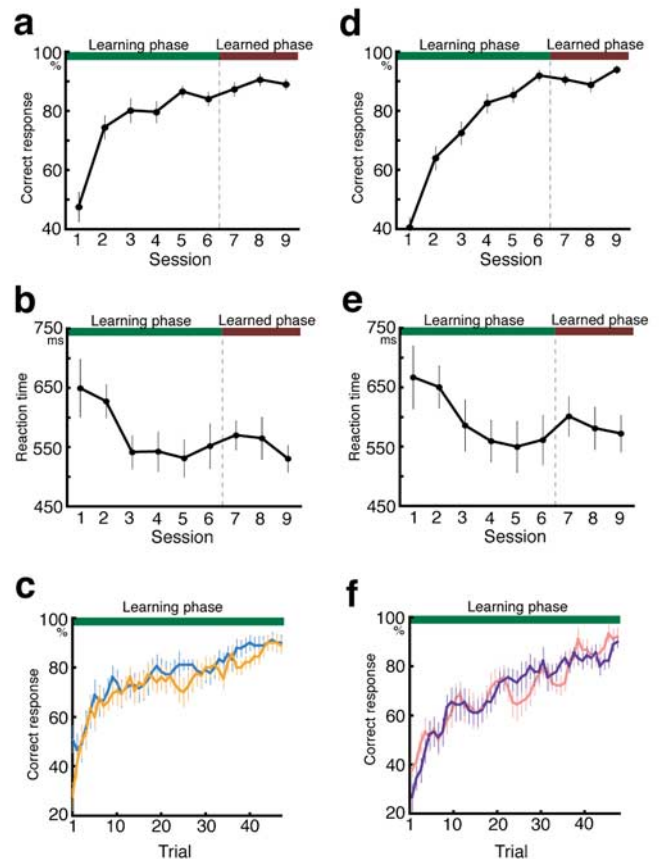 a
Learning phase Learned phase
100
%
80
60
40
Correct response
1 2 3 4 5 6 7 8 9
Session
d
Learning phase Learned phase
100
%
80
60
40
Correct response
1 2 3 4 5 6 7 8 9
Session
b
Learning phase Learned phase
750
ms
650
550
450
Reaction time
1 2 3 4 5 6 7 8 9
Session
e
Learning phase Learned phase
750
ms
650
550
450
Reaction time
1 2 3 4 5 6 7 8 9
Session
c
Learning phase
100
%
80
60
40
20
Correct response
1 10 20 30 40
Trial
f
Learning phase
100
%
80
60
40
20
Correct response
1 10 20 30 40
Trial